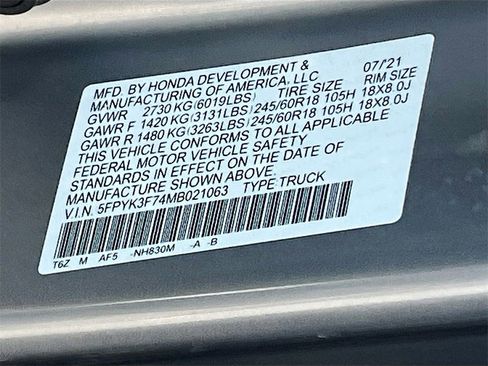 MFD. BY HONDA DEVELOPMENT & 07/21
MANUFACTURING OF AMERICA, LLC
GVWR 2730 KG (6019LBS) TIRE SIZE RIM SIZE
GAWR F 1420 KG (3131LBS) 245/60R18 105H 18X8.0J
GAWR R 1480 KG (3263LBS) 245/60R18 105H 18X8.0J
THIS VEHICLE CONFORMS TO ALL APPLICABLE
FEDERAL MOTOR VEHICLE SAFETY
STANDARDS IN EFFECT ON THE DATE OF
MANUFACTURE SHOWN ABOVE.
V.I.N. 5FPYK3F74MB021063 TYPE TRUCK
T6Z M AF5 -NH830M -A -B